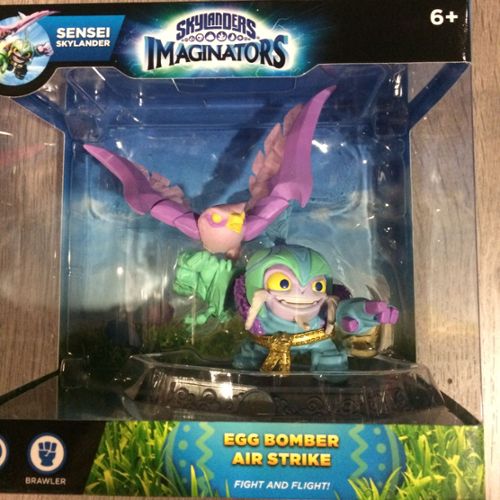 SENSEI
SKYLANDER
SKYLANDERS
IMAGINATORS
6+
EGG BOMBER
AIR STRIKE
FIGHT AND FLIGHT!
BRAWLER